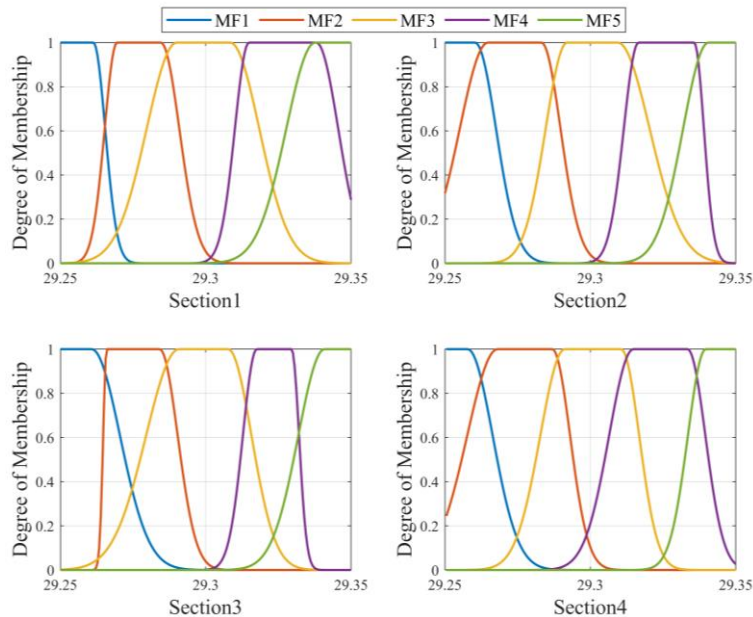 MF1 MF2 MF3 MF4 MF5
1
0.8
0.6
0.4
0.2
0
Degree of Membership
29.25 29.3 29.35
Section1
1
0.8
0.6
0.4
0.2
0
Degree of Membership
29.25 29.3 29.35
Section2
1
0.8
0.6
0.4
0.2
0
Degree of Membership
29.25 29.3 29.35
Section3
1
0.8
0.6
0.4
0.2
0
Degree of Membership
29.25 29.3 29.35
Section4